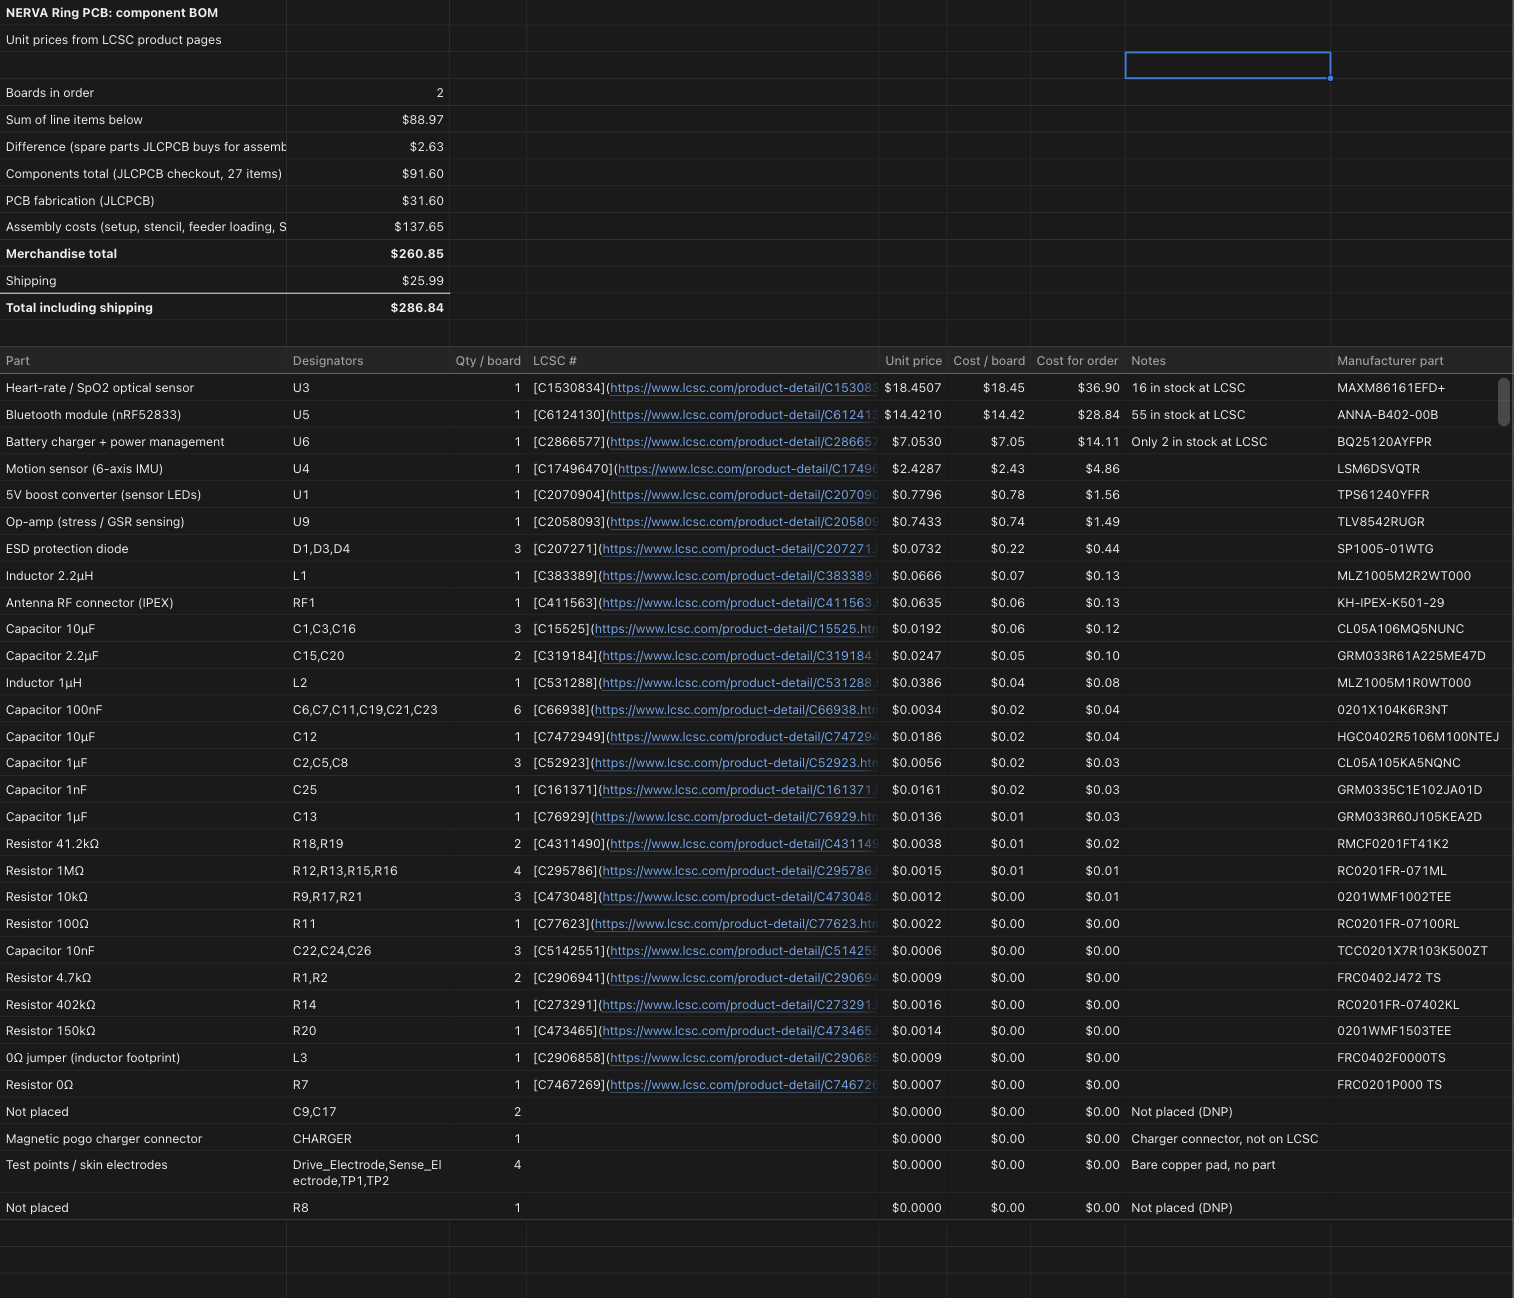 NERVA Ring PCB: component BOM
Unit prices from LCSC product pages
Boards in order 2
Sum of line items below $88.97
Difference (spare parts JLCPCB buys for assemb $2.63
Components total (JLCPCB checkout, 27 items) $91.60
PCB fabrication (JLCPCB) $31.60
Assembly costs (setup, stencil, feeder loading, S $137.65
Merchandise total $260.85
Shipping $25.99
Total including shipping $286.84
Part Designators Qty / board LCSC # Unit price Cost / board Cost for order Notes Manufacturer part
Heart-rate / SpO2 optical sensor U3 1 [C1530834](https://www.lcsc.com/product-detail/C153083 $18.4507 $18.45 $36.90 16 in stock at LCSC MAXM86161EFD+
Bluetooth module (nRF52833) U5 1 [C6124130](https://www.lcsc.com/product-detail/C612413 $14.4210 $14.42 $28.84 55 in stock at LCSC ANNA-B402-00B
Battery charger + power management U6 1 [C2866577](https://www.lcsc.com/product-detail/C286657 $7.0530 $7.05 $14.11 Only 2 in stock at LCSC BQ25120AYFPR
Motion sensor (6-axis IMU) U4 1 [C17496470](https://www.lcsc.com/product-detail/C17496 $2.4287 $2.43 $4.86 LSM6DSVQTR
5V boost converter (sensor LEDs) U1 1 [C2070904](https://www.lcsc.com/product-detail/C207090 $0.7796 $0.78 $1.56 TPS61240YFFR
Op-amp (stress / GSR sensing) U9 1 [C2058093](https://www.lcsc.com/product-detail/C205809 $0.7433 $0.74 $1.49 TLV8542RUGR
ESD protection diode D1,D3,D4 3 [C207271](https://www.lcsc.com/product-detail/C207271. $0.0732 $0.22 $0.44 SP1005-01WTG
Inductor 2.2µH L1 1 [C383389](https://www.lcsc.com/product-detail/C383389. $0.0666 $0.07 $0.13 MLZ1005M2R2WT000
Antenna RF connector (IPEX) RF1 1 [C411563](https://www.lcsc.com/product-detail/C411563. $0.0635 $0.06 $0.13 KH-IPEX-K501-29
Capacitor 10µF C1,C3,C16 3 [C15525](https://www.lcsc.com/product-detail/C15525.htm $0.0192 $0.06 $0.12 CL05A106MQ5NUNC
Capacitor 2.2µF C15,C20 2 [C319184](https://www.lcsc.com/product-detail/C319184. $0.0247 $0.05 $0.10 GRM033R61A225ME47D
Inductor 1µH L2 1 [C531288](https://www.lcsc.com/product-detail/C531288. $0.0386 $0.04 $0.08 MLZ1005M1R0WT000
Capacitor 100nF C6,C7,C11,C19,C21,C23 6 [C66938](https://www.lcsc.com/product-detail/C66938.htm $0.0034 $0.02 $0.04 0201X104K6R3NT
Capacitor 10µF C12 1 [C7472949](https://www.lcsc.com/product-detail/C747294 $0.0186 $0.02 $0.04 HGC0402R5106M100NTEJ
Capacitor 1µF C2,C5,C8 3 [C52923](https://www.lcsc.com/product-detail/C52923.htm $0.0056 $0.02 $0.03 CL05A105KA5NQNC
Capacitor 1nF C25 1 [C161371](https://www.lcsc.com/product-detail/C161371. $0.0161 $0.02 $0.03 GRM0335C1E102JA01D
Capacitor 1µF C13 1 [C76929](https://www.lcsc.com/product-detail/C76929.htm $0.0136 $0.01 $0.03 GRM033R60J105KEA2D
Resistor 41.2kΩ R18,R19 2 [C4311490](https://www.lcsc.com/product-detail/C431149 $0.0038 $0.01 $0.02 RMCF0201FT41K2
Resistor 1MΩ R12,R13,R15,R16 4 [C295786](https://www.lcsc.com/product-detail/C295786. $0.0015 $0.01 $0.01 RC0201FR-071ML
Resistor 10kΩ R9,R17,R21 3 [C473048](https://www.lcsc.com/product-detail/C473048. $0.0012 $0.00 $0.01 0201WMF1002TEE
Resistor 100Ω R11 1 [C77623](https://www.lcsc.com/product-detail/C77623.htm $0.0022 $0.00 $0.00 RC0201FR-07100RL
Capacitor 10nF C22,C24,C26 3 [C5142551](https://www.lcsc.com/product-detail/C514255 $0.0006 $0.00 $0.00 TCC0201X7R103K500ZT
Resistor 4.7kΩ R1,R2 2 [C2906941](https://www.lcsc.com/product-detail/C290694 $0.0009 $0.00 $0.00 FRC0402J472 TS
Resistor 402kΩ R14 1 [C273291](https://www.lcsc.com/product-detail/C273291. $0.0016 $0.00 $0.00 RC0201FR-07402KL
Resistor 150kΩ R20 1 [C473465](https://www.lcsc.com/product-detail/C473465. $0.0014 $0.00 $0.00 0201WMF1503TEE
0Ω jumper (inductor footprint) L3 1 [C2906858](https://www.lcsc.com/product-detail/C290685 $0.0009 $0.00 $0.00 FRC0402F0000TS
Resistor 0Ω R7 1 [C7467269](https://www.lcsc.com/product-detail/C746726 $0.0007 $0.00 $0.00 FRC0201P000 TS
Not placed C9,C17 2 $0.0000 $0.00 $0.00 Not placed (DNP)
Magnetic pogo charger connector CHARGER 1 $0.0000 $0.00 $0.00 Charger connector, not on LCSC
Test points / skin electrodes Drive_Electrode,Sense_El 4 $0.0000 $0.00 $0.00 Bare copper pad, no part
ectrode,TP1,TP2
Not placed R8 1 $0.0000 $0.00 $0.00 Not placed (DNP)